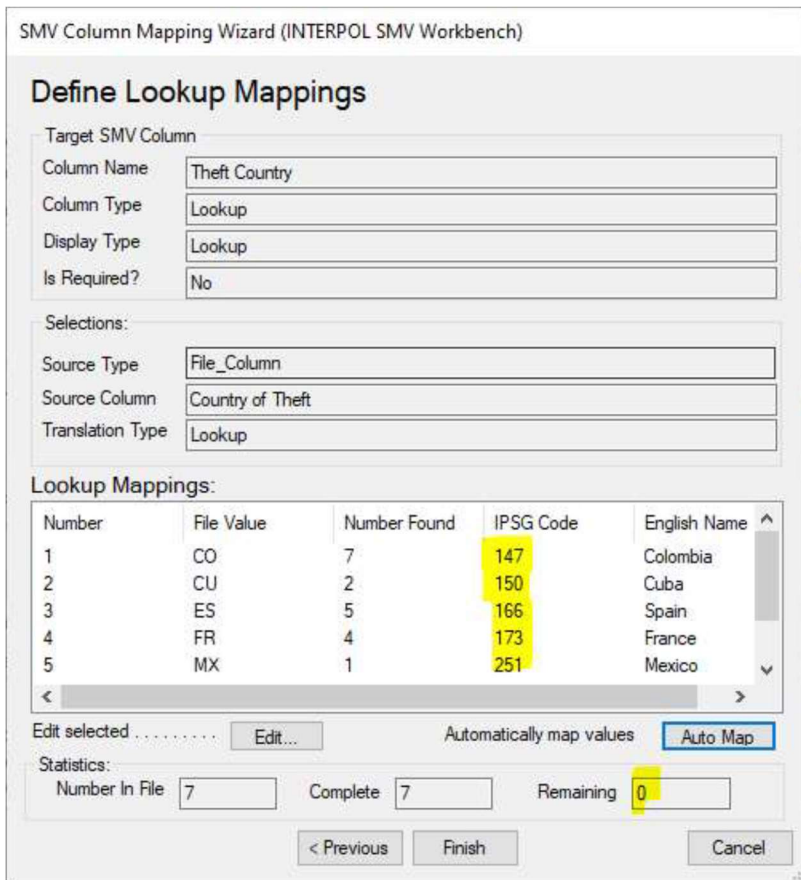 SMV Column Mapping Wizard (INTERPOL SMV Workbench)
Define Lookup Mappings
Target SMV Column
Column Name Theft Country
Column Type Lookup
Display Type Lookup
Is Required? No
Selections:
Source Type File_Column
Source Column Country of Theft
Translation Type Lookup
Lookup Mappings:
Number File Value Number Found IPSG Code English Name
1 CO 7 147 Colombia
2 CU 2 150 Cuba
3 ES 5 166 Spain
4 FR 4 173 France
5 MX 1 251 Mexico
Edit selected . . . . . . . . . Edit... Automatically map values Auto Map
Statistics:
Number In File 7 Complete 7 Remaining 0
< Previous Finish Cancel